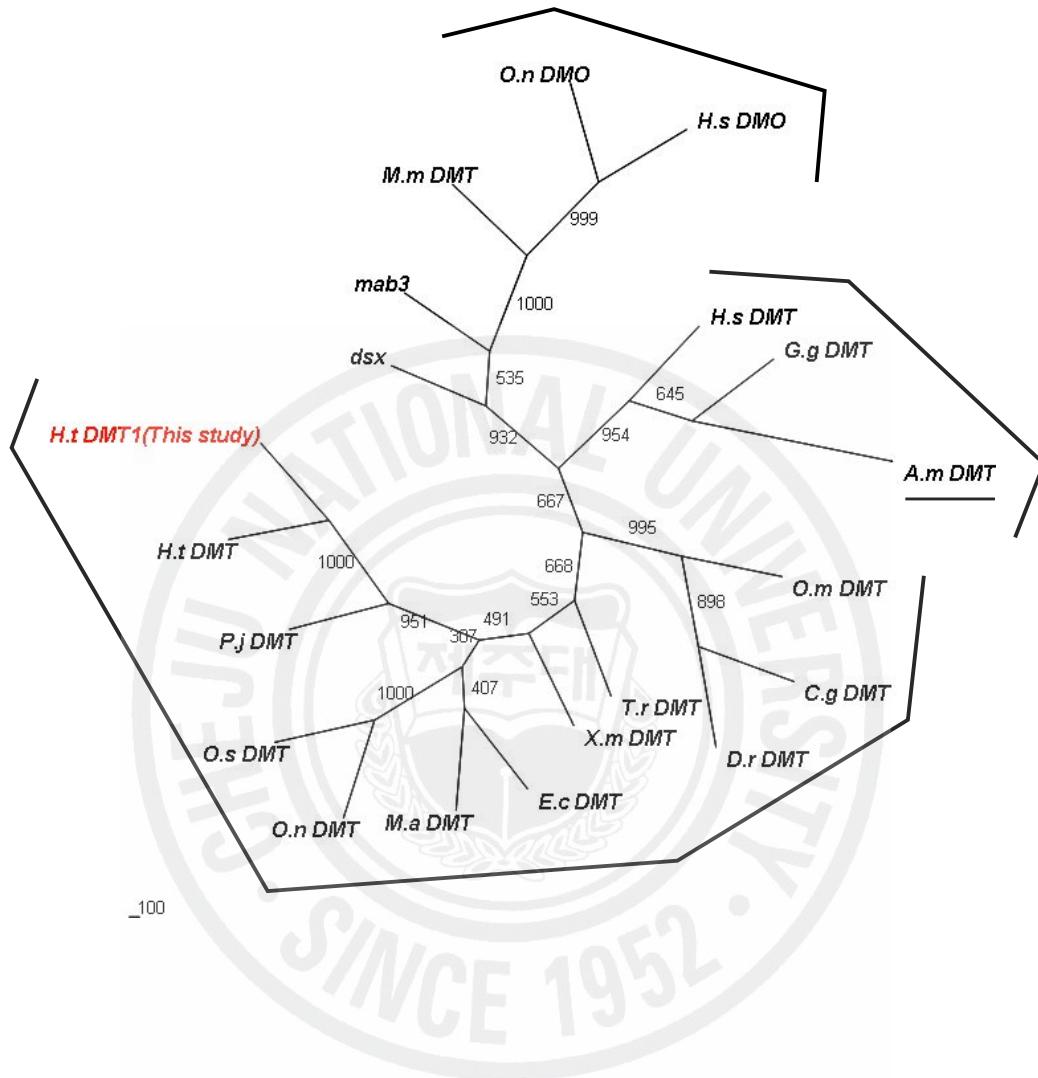 O.n DMO
H.s DMO
M.m DMT
999
mab3
1000
H.s DMT
dsx
G.g DMT
535
645
H.t DMT1(This study)
932
954
A.m DMT
667
995
H.t DMT
1000
668
O.m DMT
553
898
491
951
307
P.j DMT
제주대
1000
407
C.g DMT
T.r DMT
X.m DMT
O.s DMT
D.r DMT
E.c DMT
M.a DMT
O.n DMT
_100
CHEJU NATIONAL UNIVERSITY
SINCE 1952